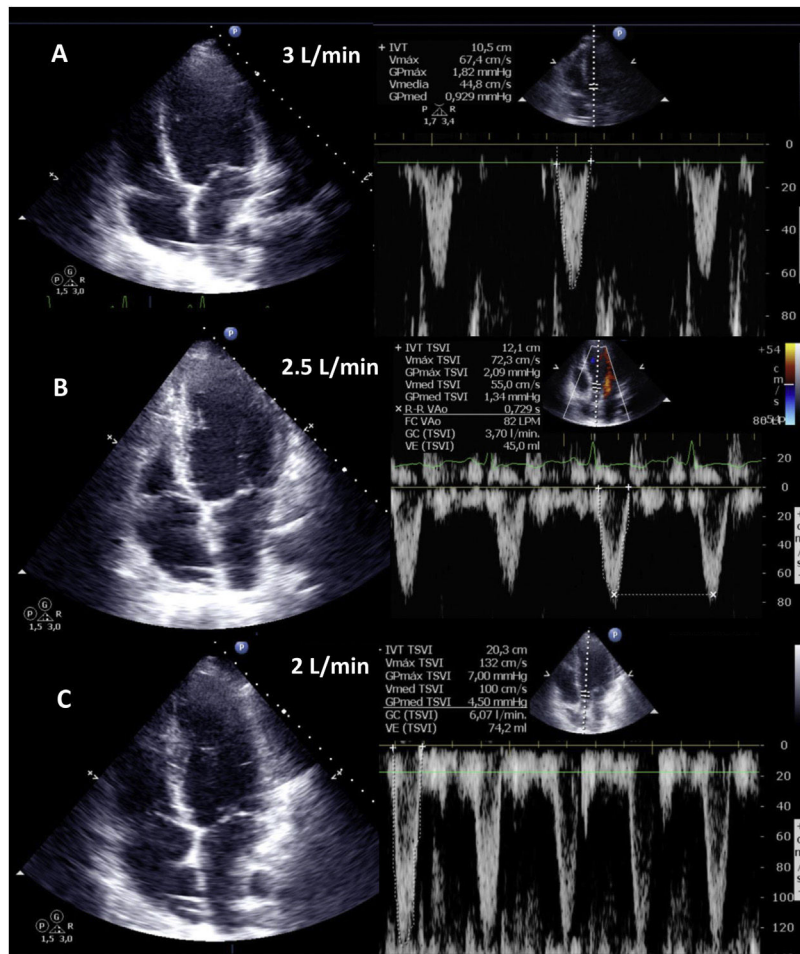 A
3 L/min
P
+ IVT 10,5 cm
Vmáx 67,4 cm/s
GPmáx 1,82 mmHg
Vmedia 44,8 cm/s
GPmed 0,929 mmHg
P R
1,7 3,4
P
0
20
40
60
80
G
P R
1,5 3,0
B
2.5 L/min
P
+ IVT TSVI 12,1 cm
Vmáx TSVI 72,3 cm/s
GPmáx TSVI 2,09 mmHg
Vmed TSVI 55,0 cm/s
GPmed TSVI 1,34 mmHg
× R-R VAo 0,729 s
FC VAo 82 LPM
GC (TSVI) 3,70 l/min.
VE (TSVI) 45,0 ml
+54
c
m
/
s
20
0
20
40
60
80
G
P R
1,5 3,0
C
2 L/min
P
IVT TSVI 20,3 cm
Vmáx TSVI 132 cm/s
GPmáx TSVI 7,00 mmHg
Vmed TSVI 100 cm/s
GPmed TSVI 4,50 mmHg
GC (TSVI) 6,07 l/min.
VE (TSVI) 74,2 ml
P
0
20
40
60
80
100
120
G
P R
1,5 3,0